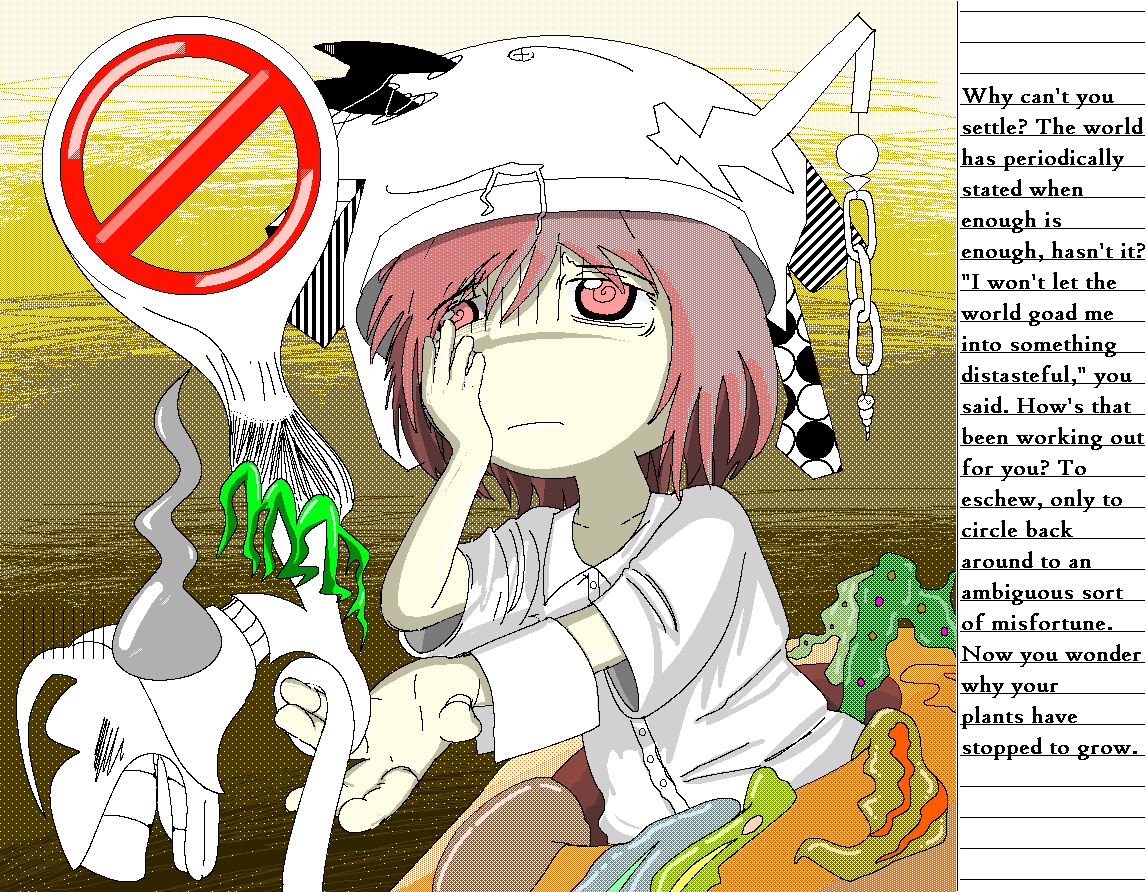 Why can't you
settle? The world
has periodically
stated when
enough is
enough, hasn't it?
"I won't let the
world goad me
into something
distasteful," you
said. How's that
been working out
for you? To
eschew, only to
circle back
around to an
ambiguous sort
of misfortune.
Now you wonder
why your
plants have
stopped to grow.